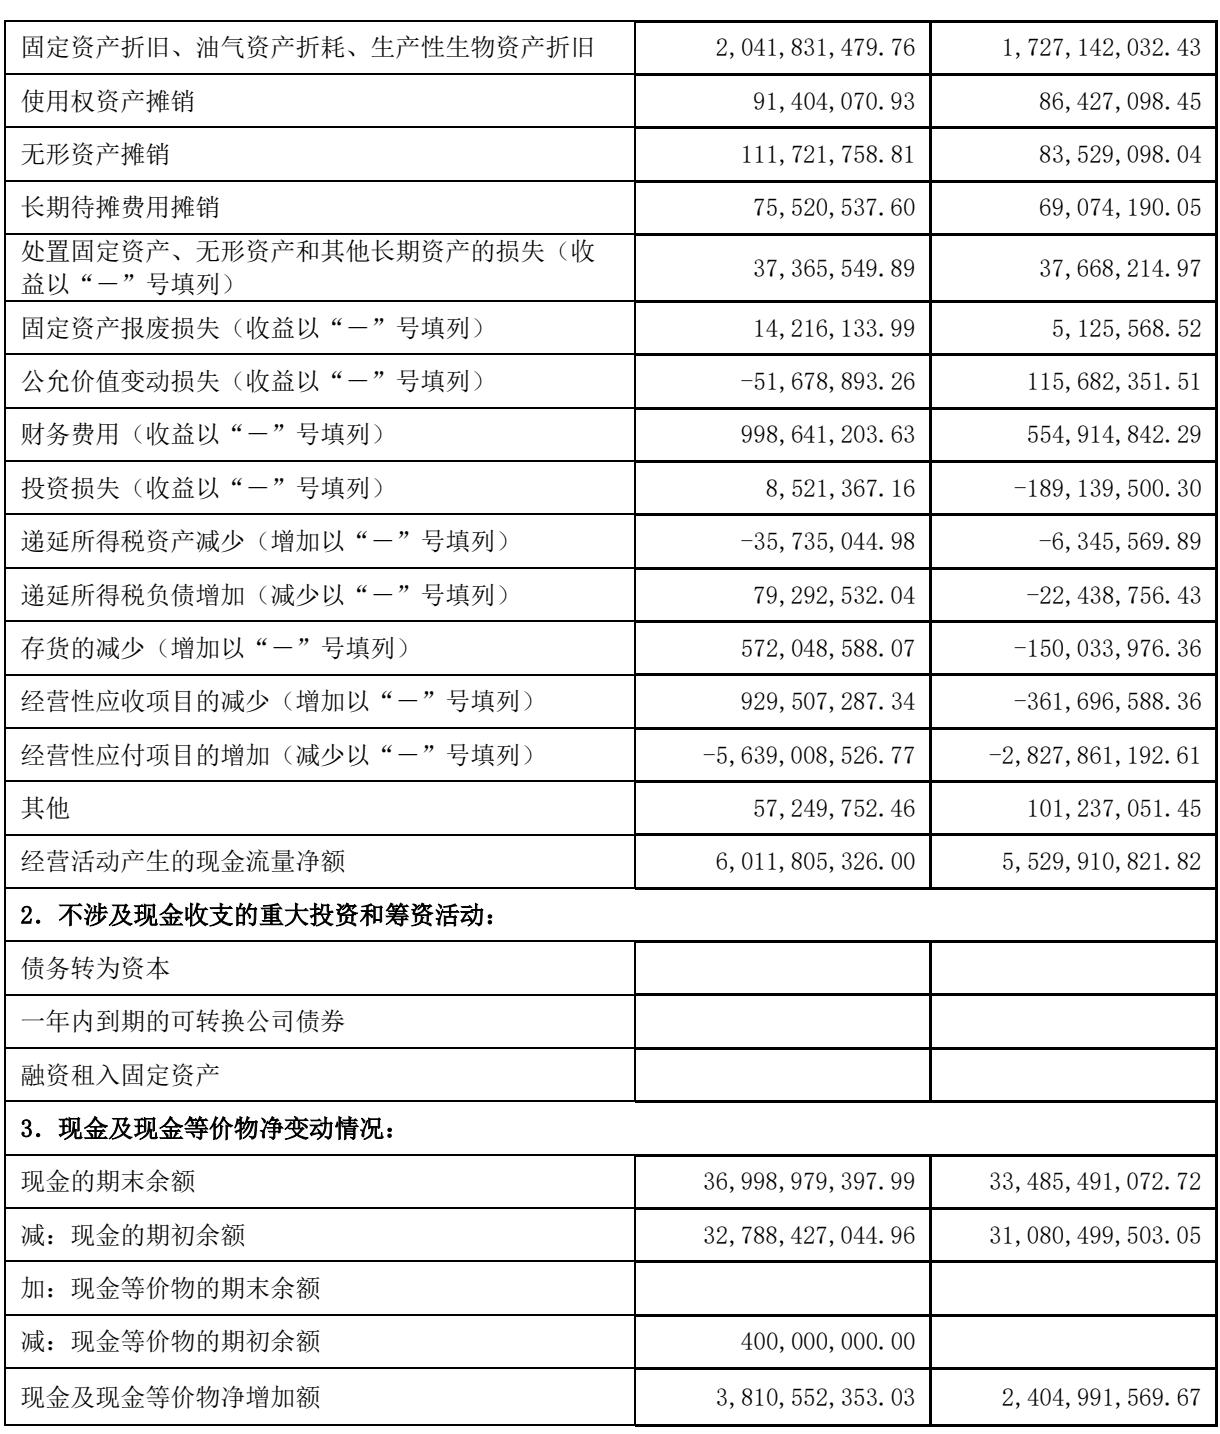 固定资产折旧、油气资产折耗、生产性生物资产折旧 2,041,831,479.76 1,727,142,032.43
使用权资产摊销 91,404,070.93 86,427,098.45
无形资产摊销 111,721,758.81 83,529,098.04
长期待摊费用摊销 75,520,537.60 69,074,190.05
处置固定资产、无形资产和其他长期资产的损失（收
益以“－”号填列） 37,365,549.89 37,668,214.97
固定资产报废损失（收益以“－”号填列） 14,216,133.99 5,125,568.52
公允价值变动损失（收益以“－”号填列） -51,678,893.26 115,682,351.51
财务费用（收益以“－”号填列） 998,641,203.63 554,914,842.29
投资损失（收益以“－”号填列） 8,521,367.16 -189,139,500.30
递延所得税资产减少（增加以“－”号填列） -35,735,044.98 -6,345,569.89
递延所得税负债增加（减少以“－”号填列） 79,292,532.04 -22,438,756.43
存货的减少（增加以“－”号填列） 572,048,588.07 -150,033,976.36
经营性应收项目的减少（增加以“－”号填列） 929,507,287.34 -361,696,588.36
经营性应付项目的增加（减少以“－”号填列） -5,639,008,526.77 -2,827,861,192.61
其他 57,249,752.46 101,237,051.45
经营活动产生的现金流量净额 6,011,805,326.00 5,529,910,821.82
2．不涉及现金收支的重大投资和筹资活动：
债务转为资本
一年内到期的可转换公司债券
融资租入固定资产
3．现金及现金等价物净变动情况：
现金的期末余额 36,998,979,397.99 33,485,491,072.72
减：现金的期初余额 32,788,427,044.96 31,080,499,503.05
加：现金等价物的期末余额
减：现金等价物的期初余额 400,000,000.00
现金及现金等价物净增加额 3,810,552,353.03 2,404,991,569.67